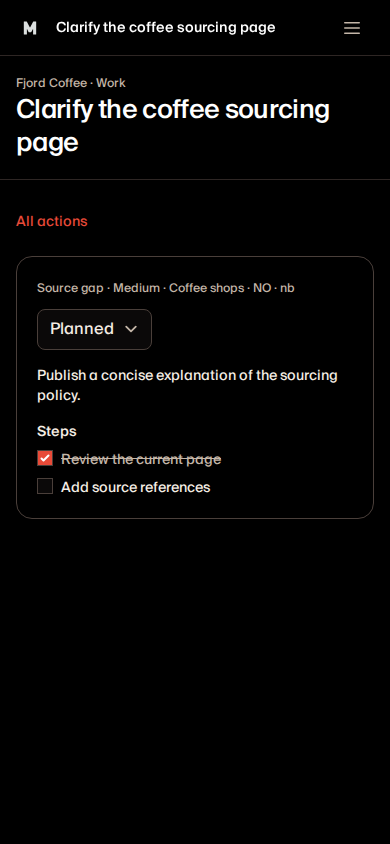 M
Clarify the coffee sourcing page
Fjord Coffee · Work
Clarify the coffee sourcing
page
All actions
Source gap · Medium · Coffee shops · NO · nb
Planned
Publish a concise explanation of the sourcing
policy.
Steps
Review the current page
Add source references